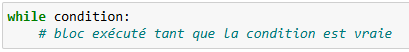 while condition:
    # bloc exécuté tant que la condition est vraie